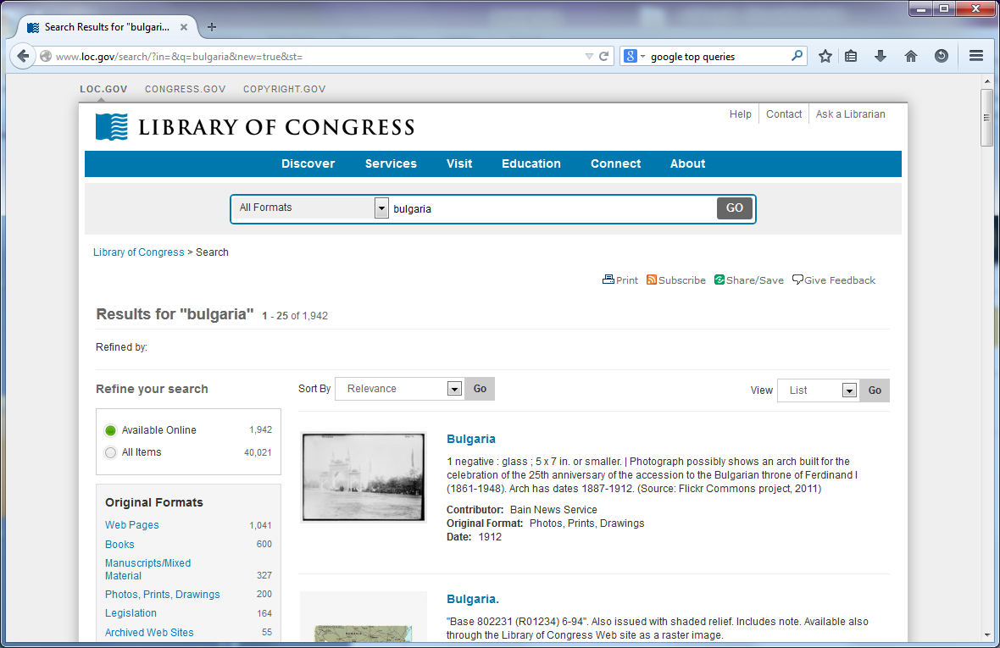 Search Results for "bulgari...
www.loc.gov/search/?in=&q=bulgaria&new=true&st=
google top queries
LOC.GOV CONGRESS.GOV COPYRIGHT.GOV
Help Contact Ask a Librarian
LIBRARY OF CONGRESS
Discover Services Visit Education Connect About
All Formats bulgaria GO
Library of Congress > Search
Print Subscribe Share/Save Give Feedback
Results for "bulgaria" 1 - 25 of 1,942
Refined by:
Refine your search
Available Online 1,942
All Items 40,021
Original Formats
Web Pages 1,041
Books 600
Manuscripts/Mixed
Material 327
Photos, Prints, Drawings 200
Legislation 164
Archived Web Sites 55
Sort By Relevance Go
View List Go
Bulgaria
1 negative : glass ; 5 x 7 in. or smaller. | Photograph possibly shows an arch built for the
celebration of the 25th anniversary of the accession to the Bulgarian throne of Ferdinand I
(1861-1948). Arch has dates 1887-1912. (Source: Flickr Commons project, 2011)
Contributor: Bain News Service
Original Format: Photos, Prints, Drawings
Date: 1912
Bulgaria.
"Base 802231 (R01234) 6-94". Also issued with shaded relief. Includes note. Available also
through the Library of Congress Web site as a raster image.